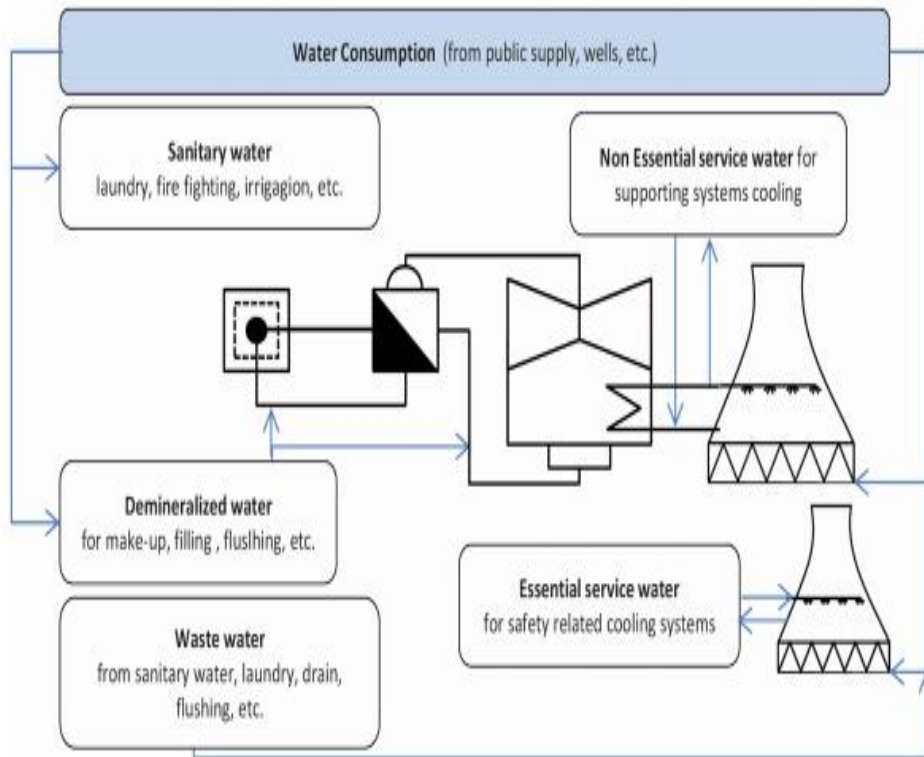 Water Consumption (from public supply, wells, etc.)
Sanitary water
laundry, fire fighting, irrigagion, etc.
Non Essential service water for
supporting systems cooling
Demineralized water
for make-up, filling , fluslhing, etc.
Essential service water
for safety related cooling systems
Waste water
from sanitary water, laundry, drain,
flushing, etc.